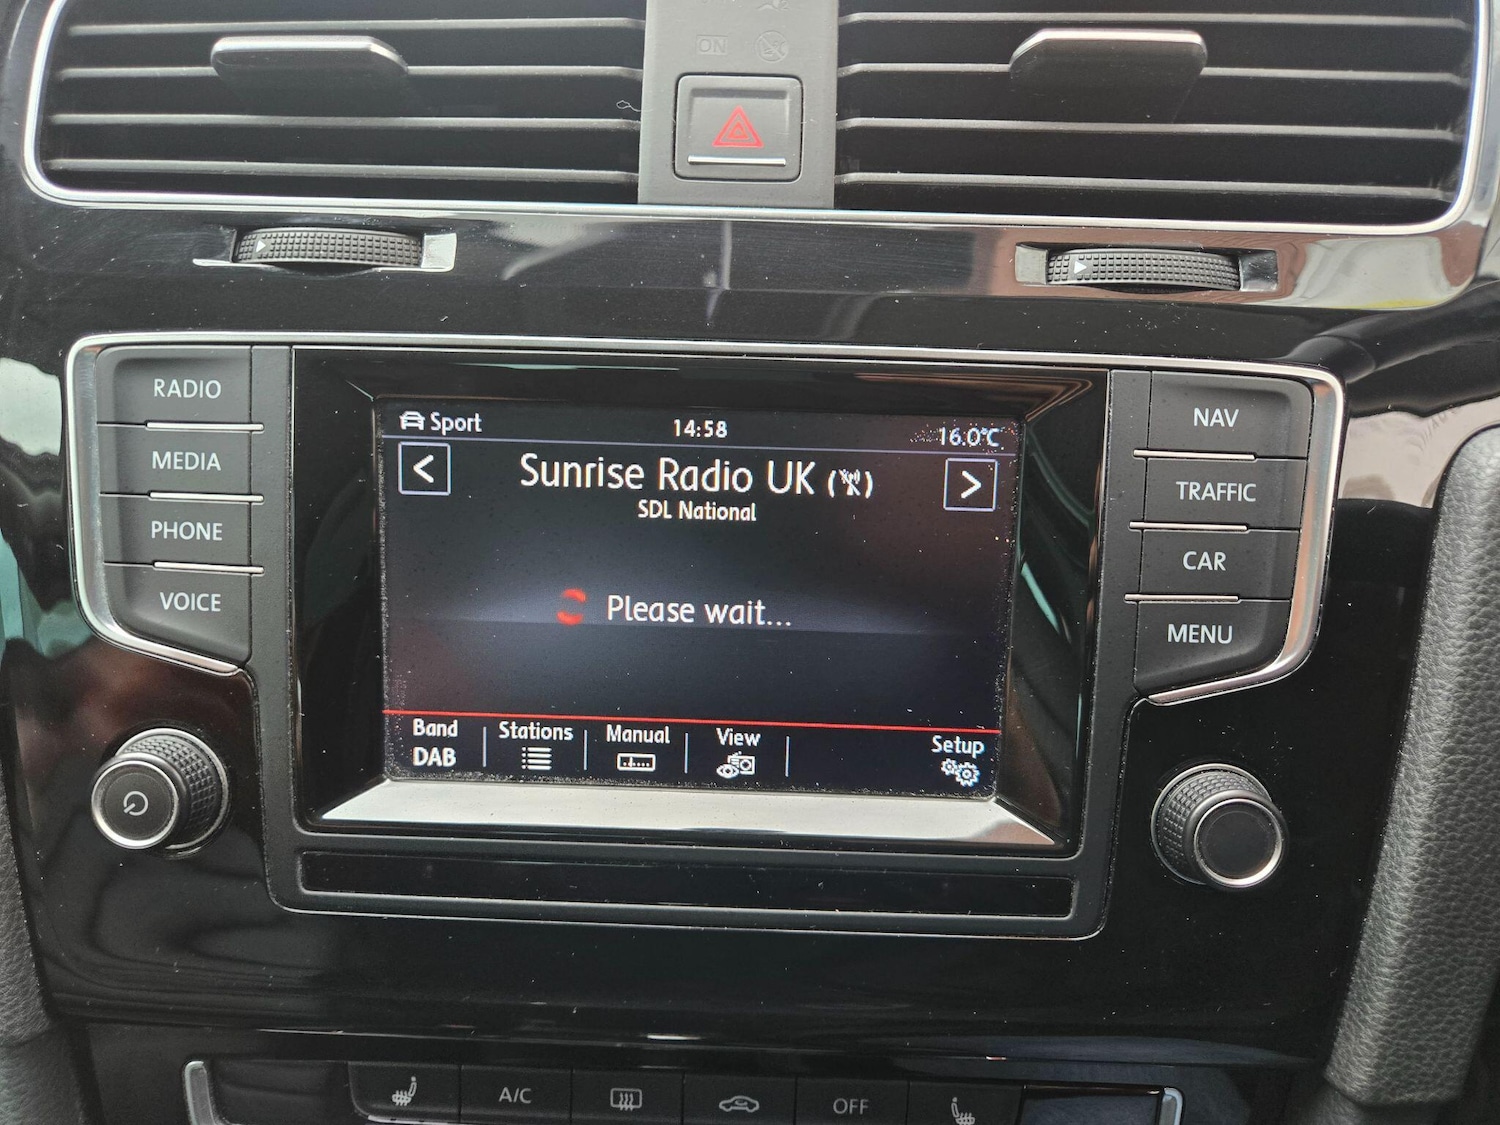 ON
RADIO
MEDIA
PHONE
VOICE
Sport
14:58
16.0°C
<
Sunrise Radio UK
>
SDL National
Please wait...
Band
DAB
Stations
Manual
View
Setup
NAV
TRAFFIC
CAR
MENU
A/C
OFF